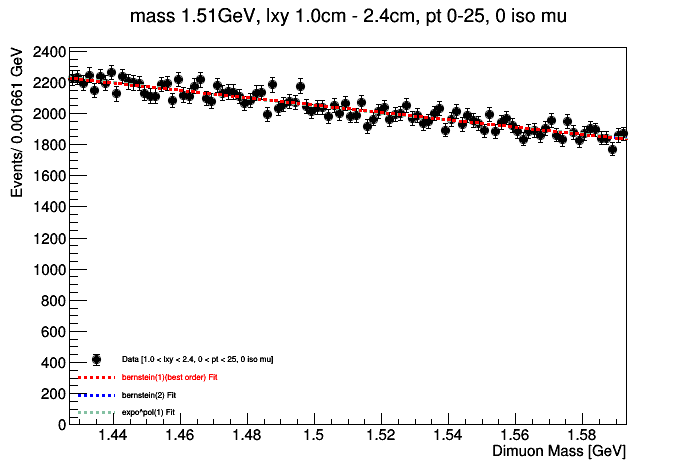 mass 1.51GeV, lxy 1.0cm - 2.4cm, pt 0-25, 0 iso mu
Events/ 0.001661 GeV
2400
2200
2000
1800
1600
1400
1200
1000
800
600
400
200
0
Data [1.0 < lxy < 2.4, 0 < pt < 25, 0 iso mu]
bernstein(1)(best order) Fit
bernstein(2) Fit
expo^pol(1) Fit
1.44 1.46 1.48 1.5 1.52 1.54 1.56 1.58
Dimuon Mass [GeV]